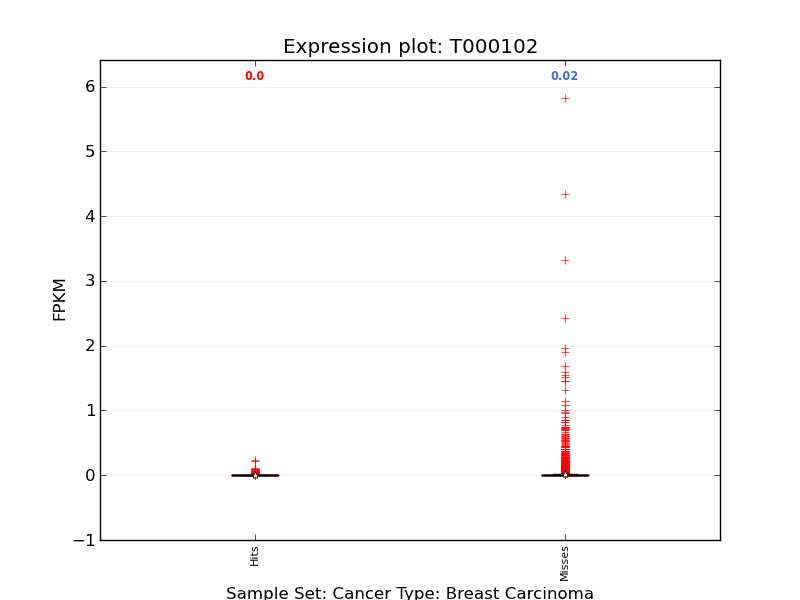 Expression plot: T000102
0.0
0.02
6
5
4
3
2
1
0
−1
FPKM
Hits
Misses
Sample Set: Cancer Type: Breast Carcinoma